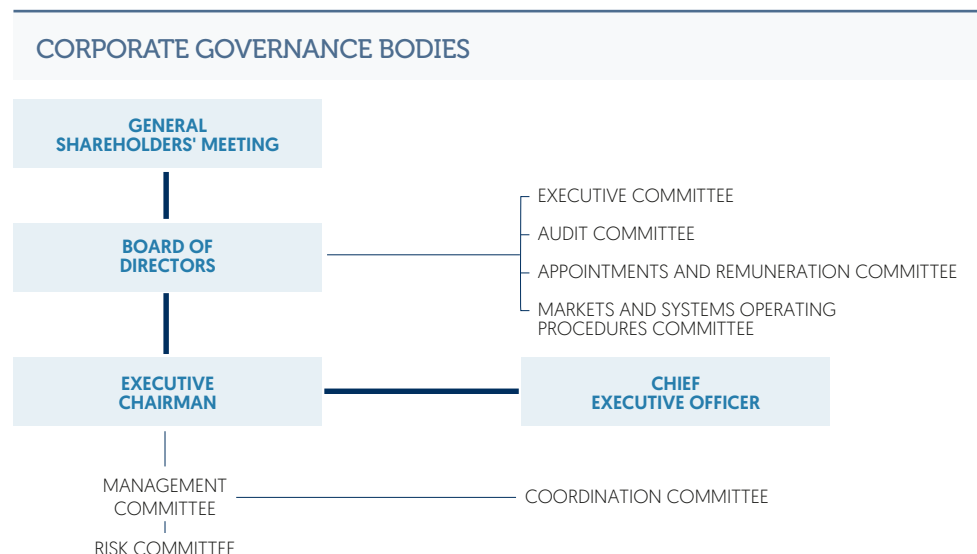 CORPORATE GOVERNANCE BODIES
GENERAL
SHAREHOLDERS' MEETING
BOARD OF
DIRECTORS
EXECUTIVE COMMITTEE
AUDIT COMMITTEE
APPOINTMENTS AND REMUNERATION COMMITTEE
MARKETS AND SYSTEMS OPERATING
PROCEDURES COMMITTEE
EXECUTIVE
CHAIRMAN
CHIEF
EXECUTIVE OFFICER
MANAGEMENT
COMMITTEE
COORDINATION COMMITTEE
RISK COMMITTEE